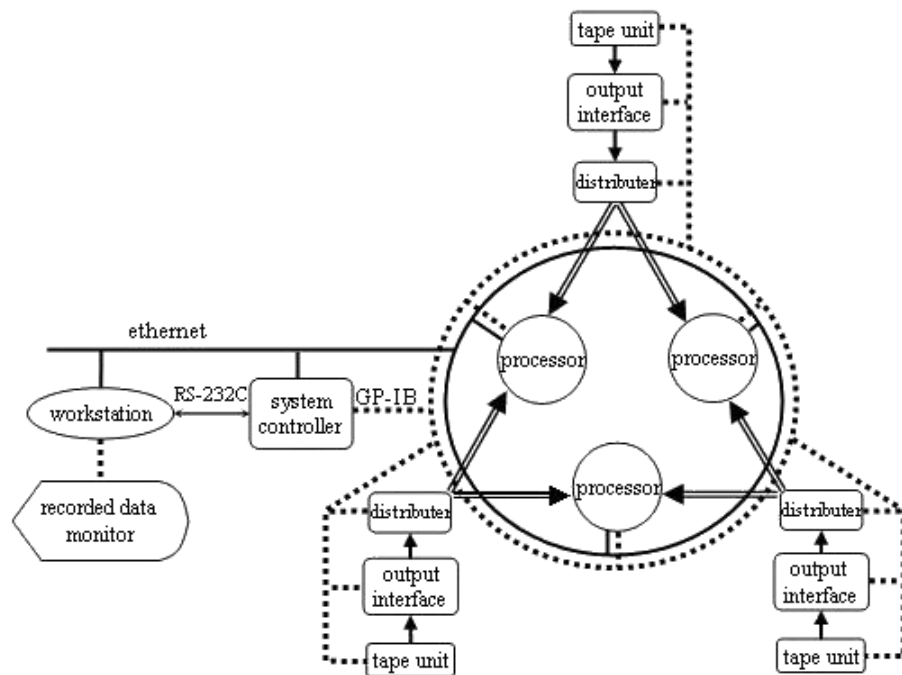 tape unit
output
interface
distributer
ethernet
processor
processor
RS-232C
GP-IB
workstation
system
controller
processor
recorded data
monitor
distributer
distributer
output
interface
output
interface
tape unit
tape unit